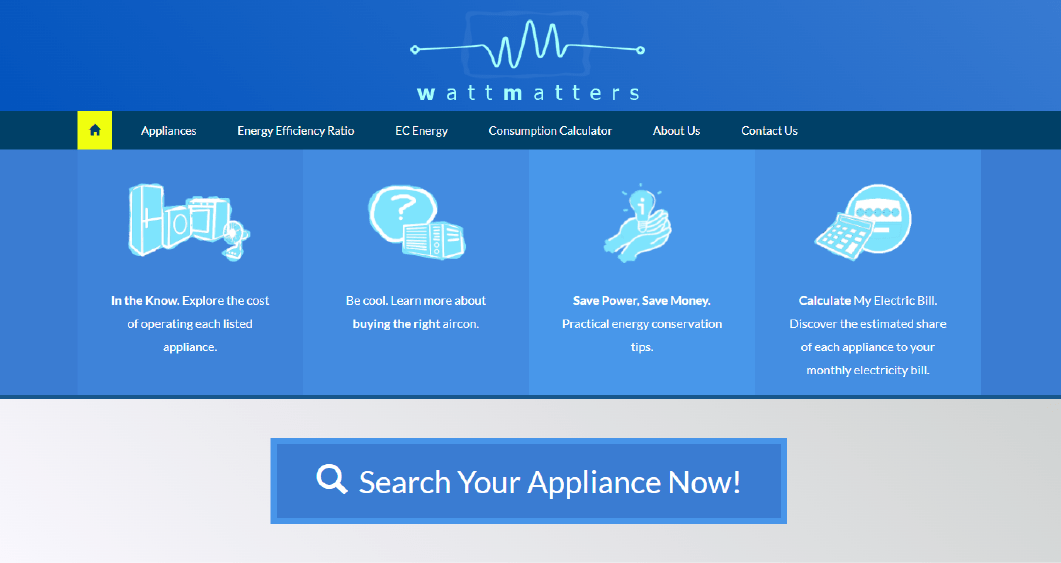 wattmatters
Appliances
Energy Efficiency Ratio
EC Energy
Consumption Calculator
About Us
Contact Us
?
i
In the Know. Explore the cost
of operating each listed
appliance.
Be cool. Learn more about
buying the right aircon.
Save Power, Save Money.
Practical energy conservation
tips.
Calculate My Electric Bill.
Discover the estimated share
of each appliance to your
monthly electricity bill.
Search Your Appliance Now!